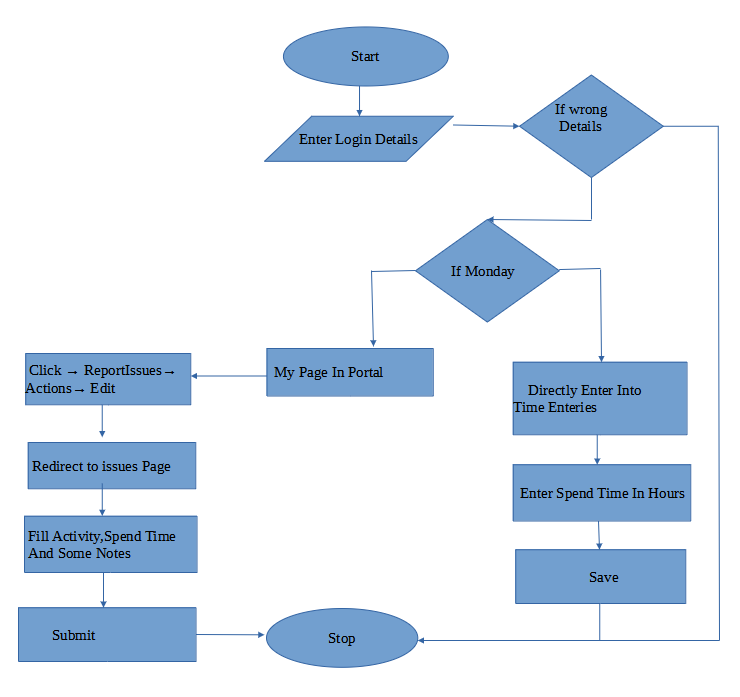 Start
Enter Login Details
If wrong
Details
If Monday
My Page In Portal
Click → ReportIssues→
Actions→ Edit
Redirect to issues Page
Fill Activity,Spend Time
And Some Notes
Submit
Directly Enter Into
Time Enteries
Enter Spend Time In Hours
Save
Stop